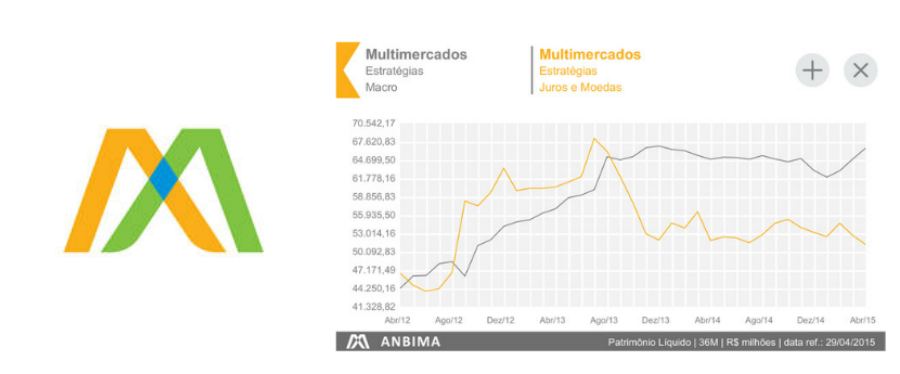 Multimercados
Estratégias
Macro
Multimercados
Estratégias
Juros e Moedas
70.542,17
67.620,83
64.699,50
61.778,16
58.856,83
55.935,50
53.014,16
50.092,83
47.171,49
44.250,16
41.328,82
Abr/12 Ago/12 Dez/12 Abr/13 Ago/13 Dez/13 Abr/14 Ago/14 Dez/14 Abr/15
ANBIMA
Patrimônio Líquido | 36M | R$ milhões | data ref.: 29/04/2015